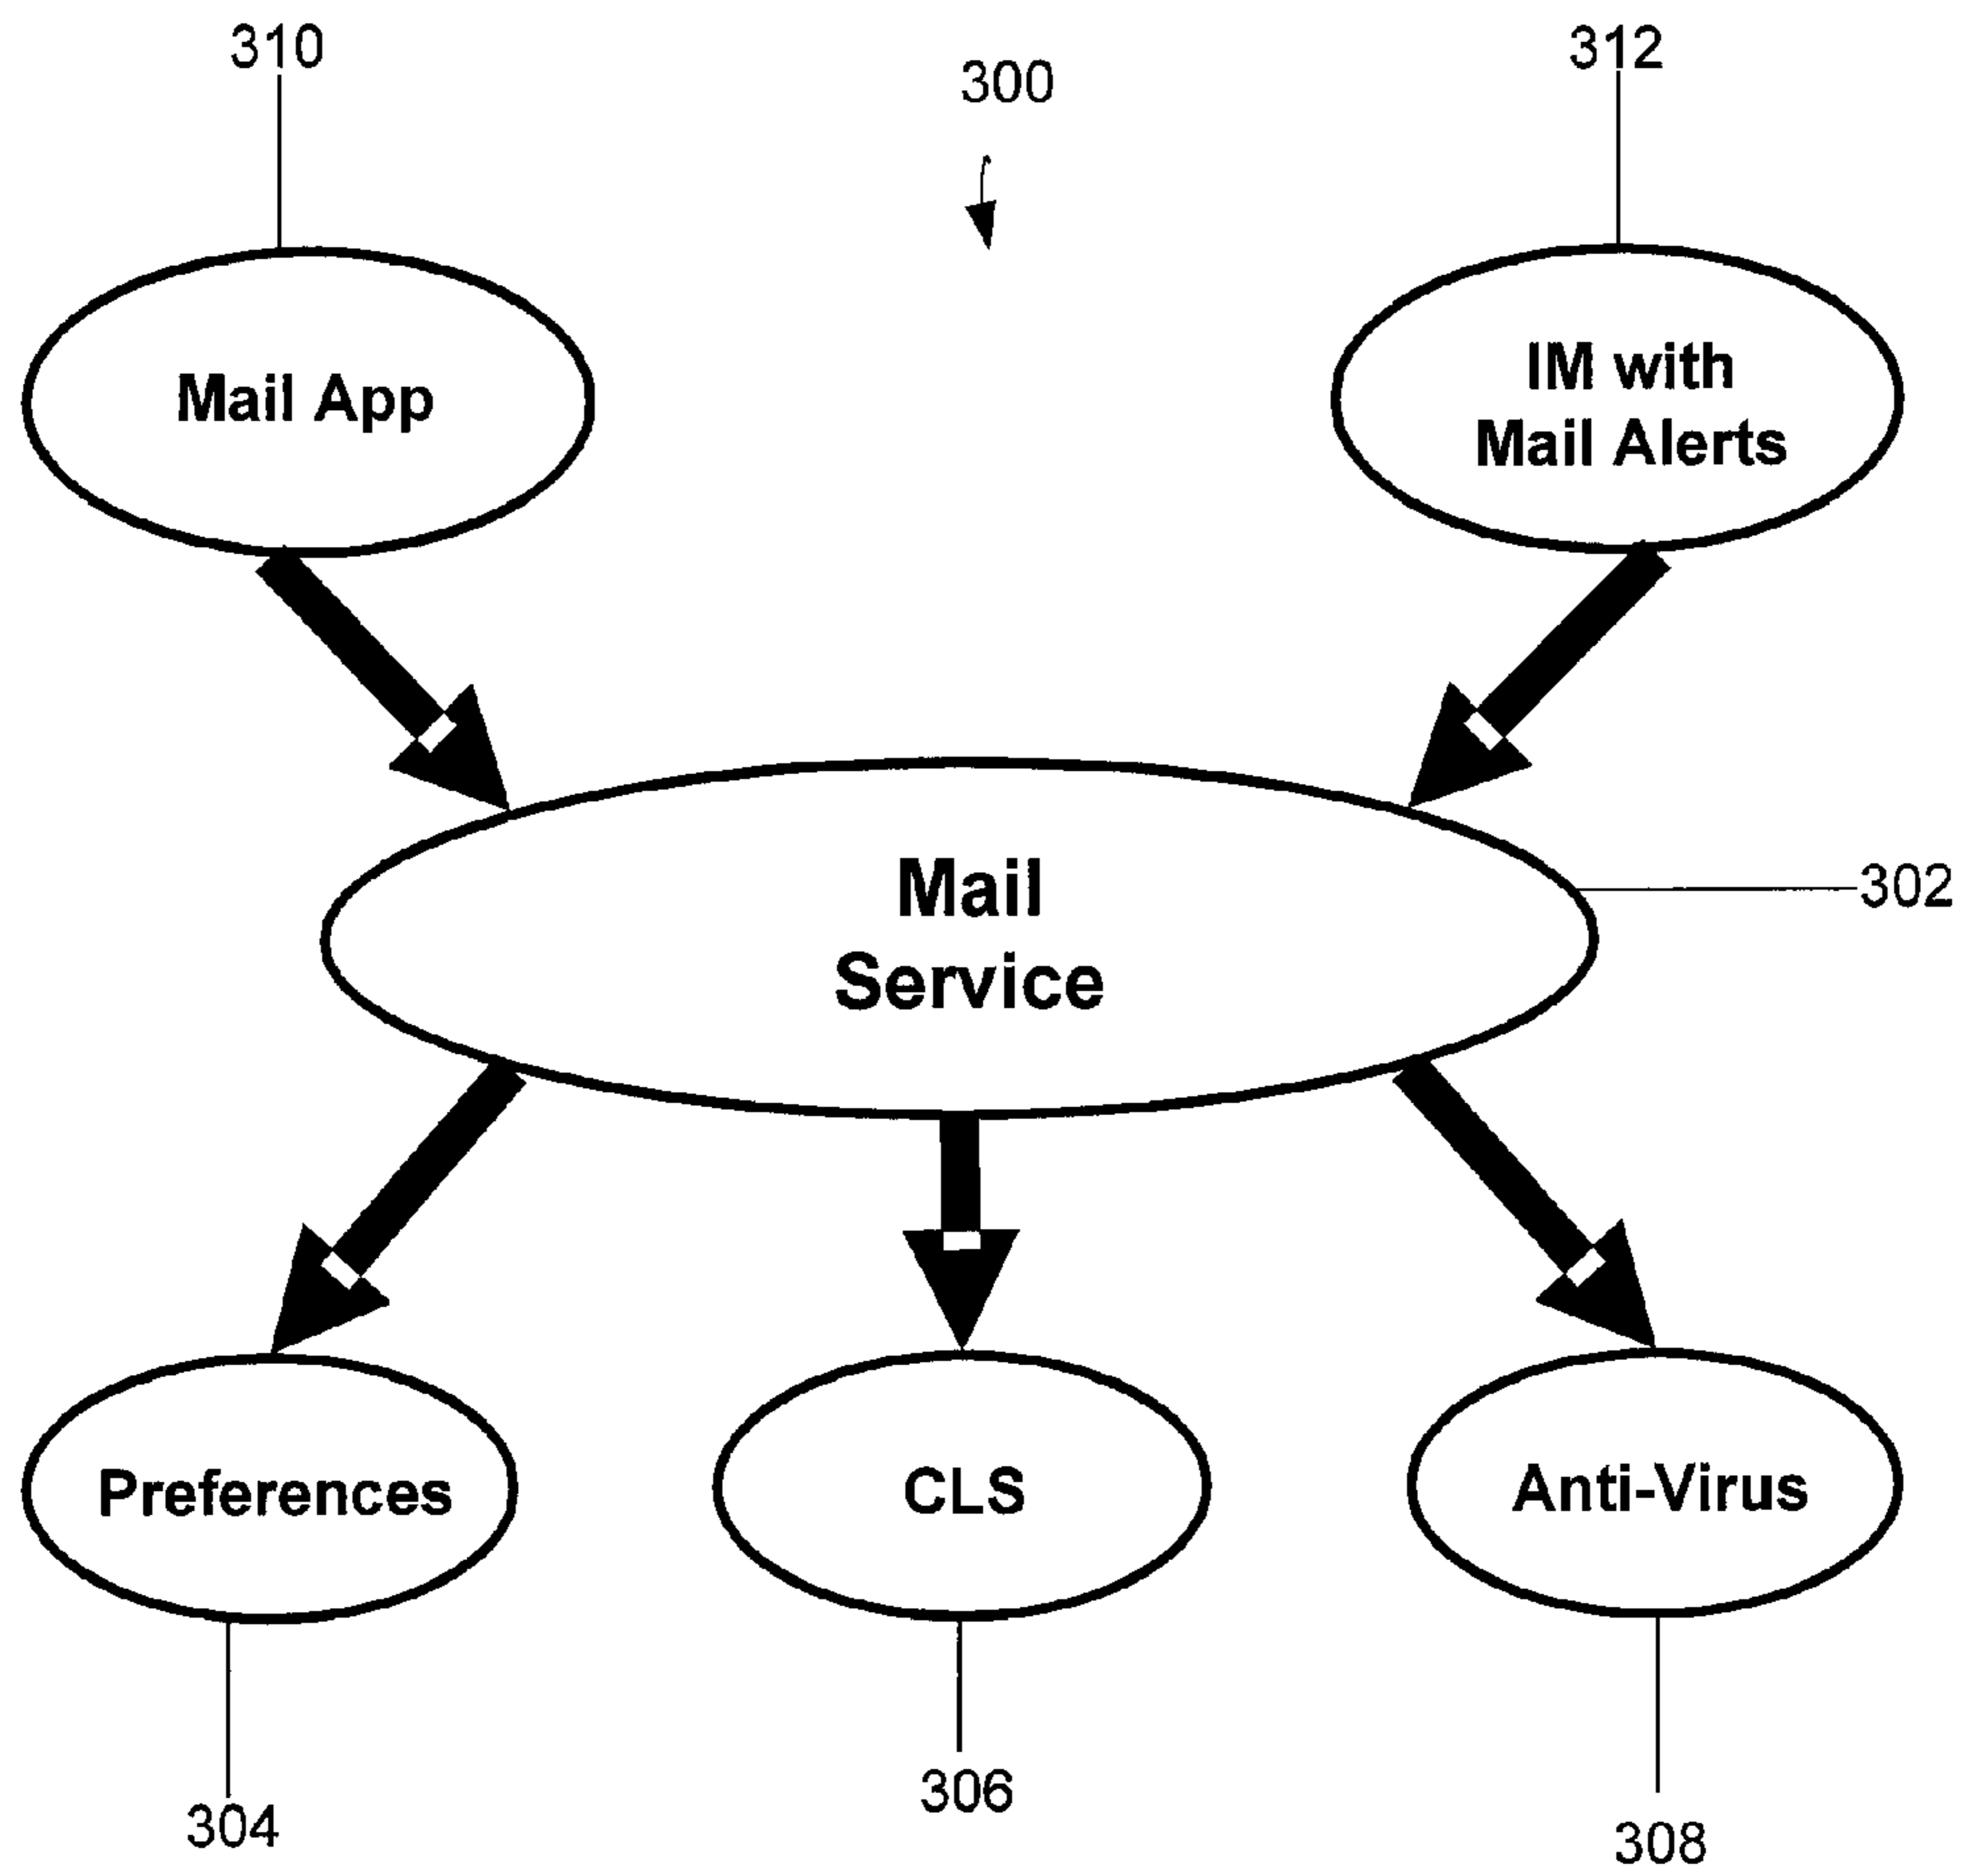 310
300
312
Mail App
IM with
Mail Alerts
Mail
Service
302
Preferences
CLS
Anti-Virus
304
306
308